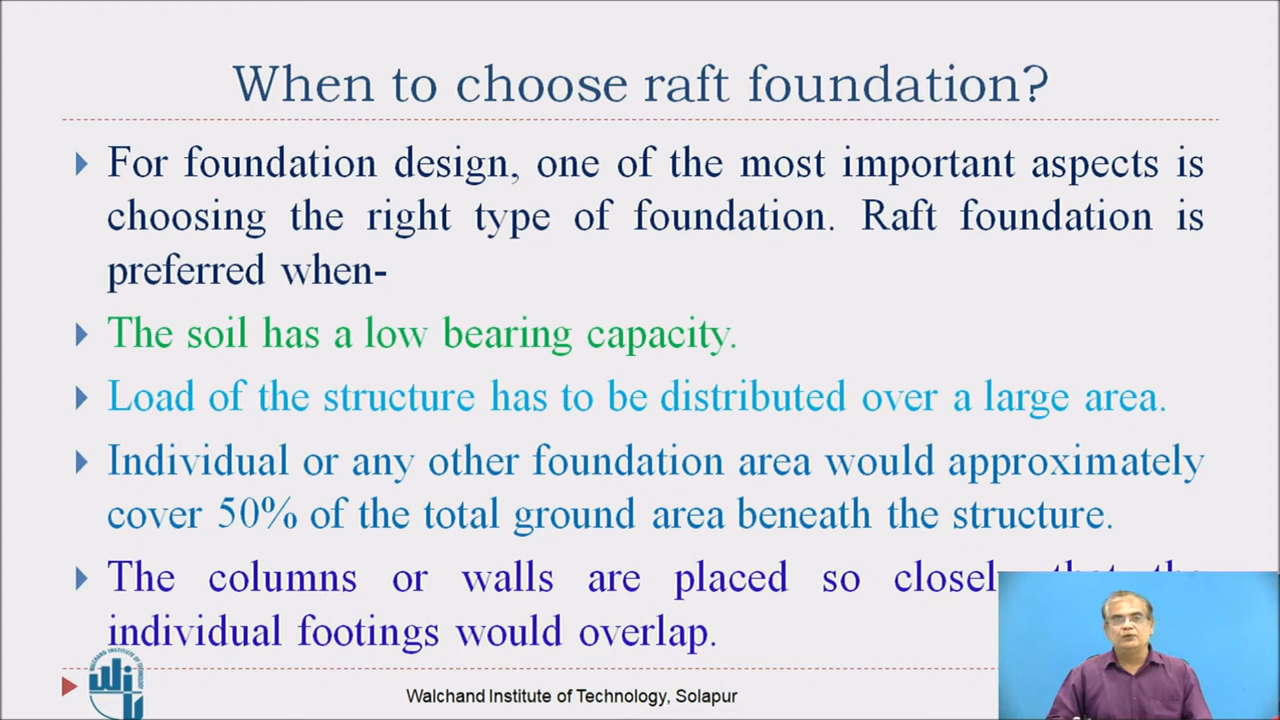 When to choose raft foundation?
For foundation design, one of the most important aspects is
choosing the right type of foundation. Raft foundation is
preferred when-
The soil has a low bearing capacity.
Load of the structure has to be distributed over a large area.
Individual or any other foundation area would approximately
cover 50% of the total ground area beneath the structure.
The columns or walls are placed so
individual footings would overlap.
Walchand Institute of Technology, Solapur